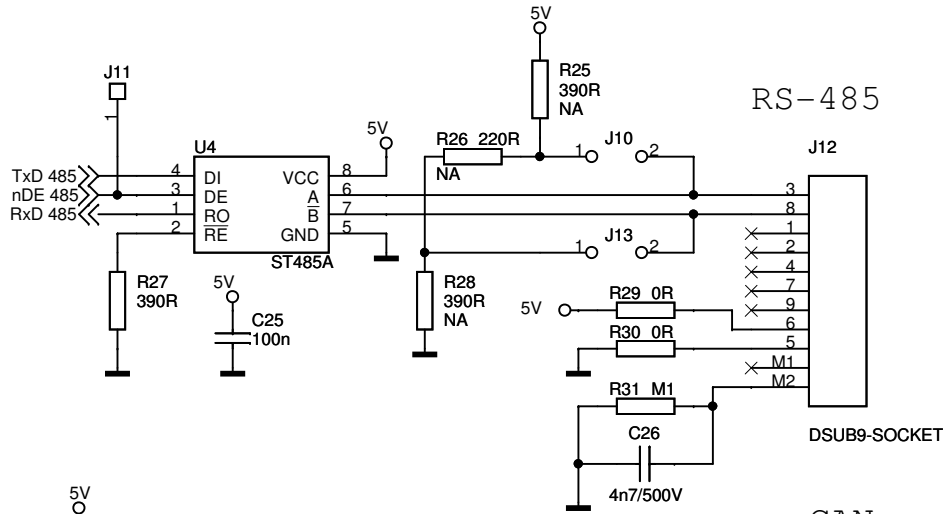 5V
J11
R25
390R
NA
RS-485
1
U4
5V
R26 220R
NA
J10
1
2
J12
TxD 485
nDE 485
RxD 485
4
3
1
2
DI
DE
RO
RE
VCC
A
B
GND
8
6
7
5
ST485A
3
8
1
2
4
7
9
6
5
M1
M2
J13
1
2
R27
390R
5V
C25
100n
R28
390R
NA
5V
R29 0R
R30 0R
R31 M1
C26
4n7/500V
DSUB9-SOCKET
5V